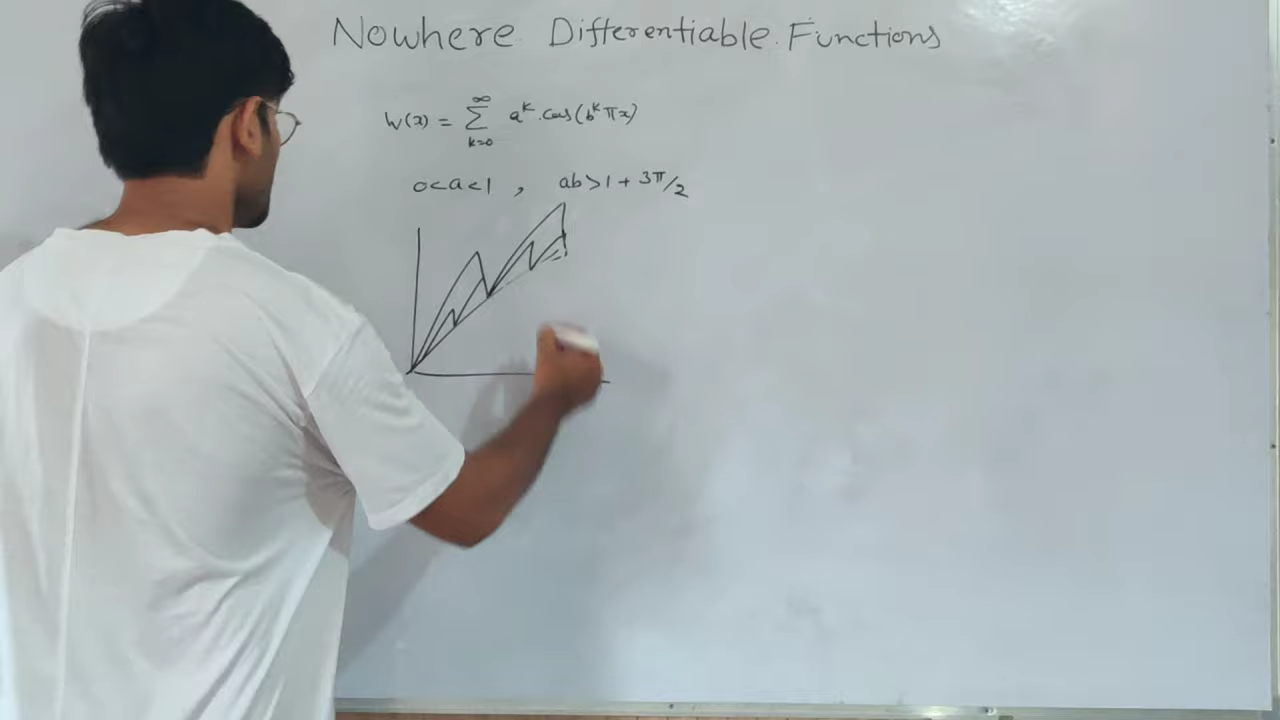 Nowhere Differentiable Functions
W(x) = ∑_{k=0}^{∞} a^k . cos(b^k πx)
0<a<1 , ab>1 + 3π/2